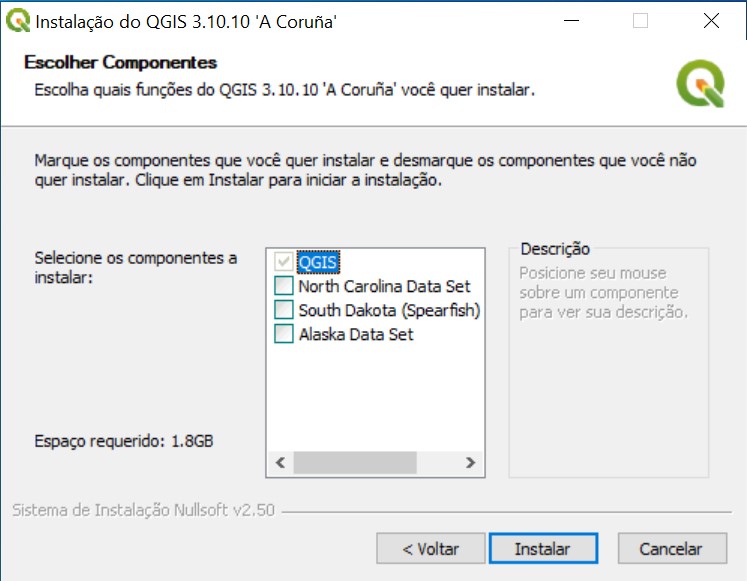 Instalação do QGIS 3.10.10 'A Coruña'
Escolher Componentes
Escolha quais funções do QGIS 3.10.10 'A Coruña' você quer instalar.
Marque os componentes que você quer instalar e desmarque os componentes que você não
quer instalar. Clique em Instalar para iniciar a instalação.
Selecione os componentes a
instalar:
QGIS
North Carolina Data Set
South Dakota (Spearfish)
Alaska Data Set
Descrição
Posicione seu mouse
sobre um componente
para ver sua descrição.
Espaço requerido: 1.8GB
Sistema de Instalação Nullsoft v2.50
< Voltar
Instalar
Cancelar